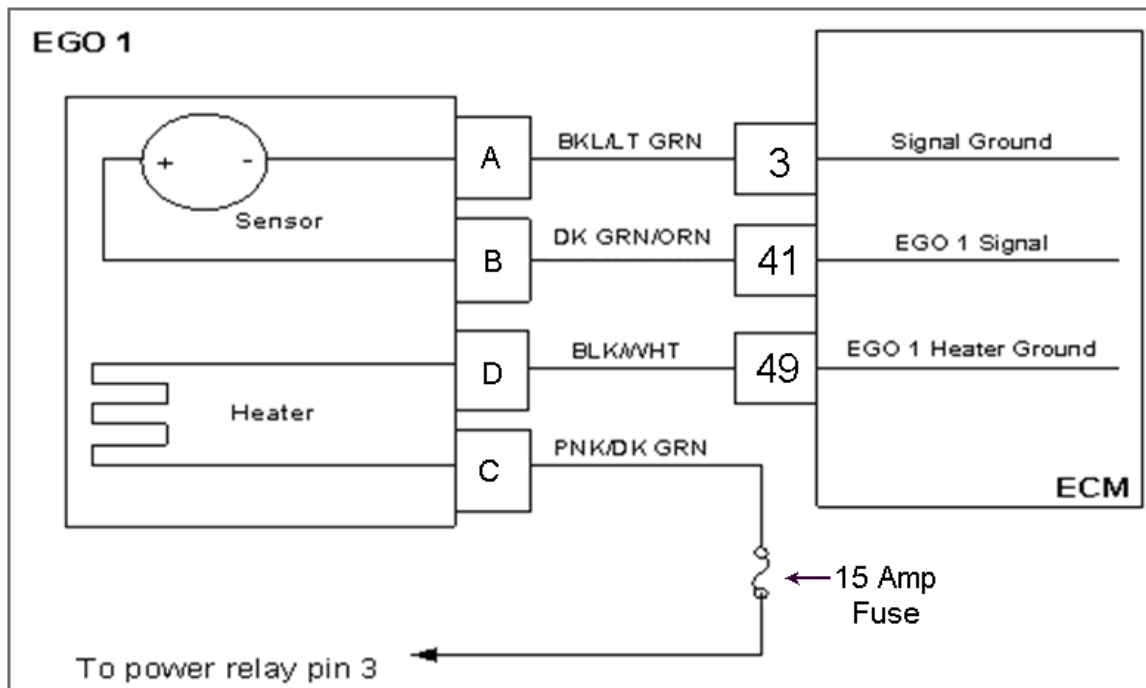 EGO 1
A
BKL/LT GRN
3
Signal Ground
+
-
Sensor
B
DK GRN/ORN
41
EGO 1 Signal
D
BLK/WHT
49
EGO 1 Heater Ground
Heater
C
PNK/DK GRN
ECM
15 Amp
Fuse
To power relay pin 3